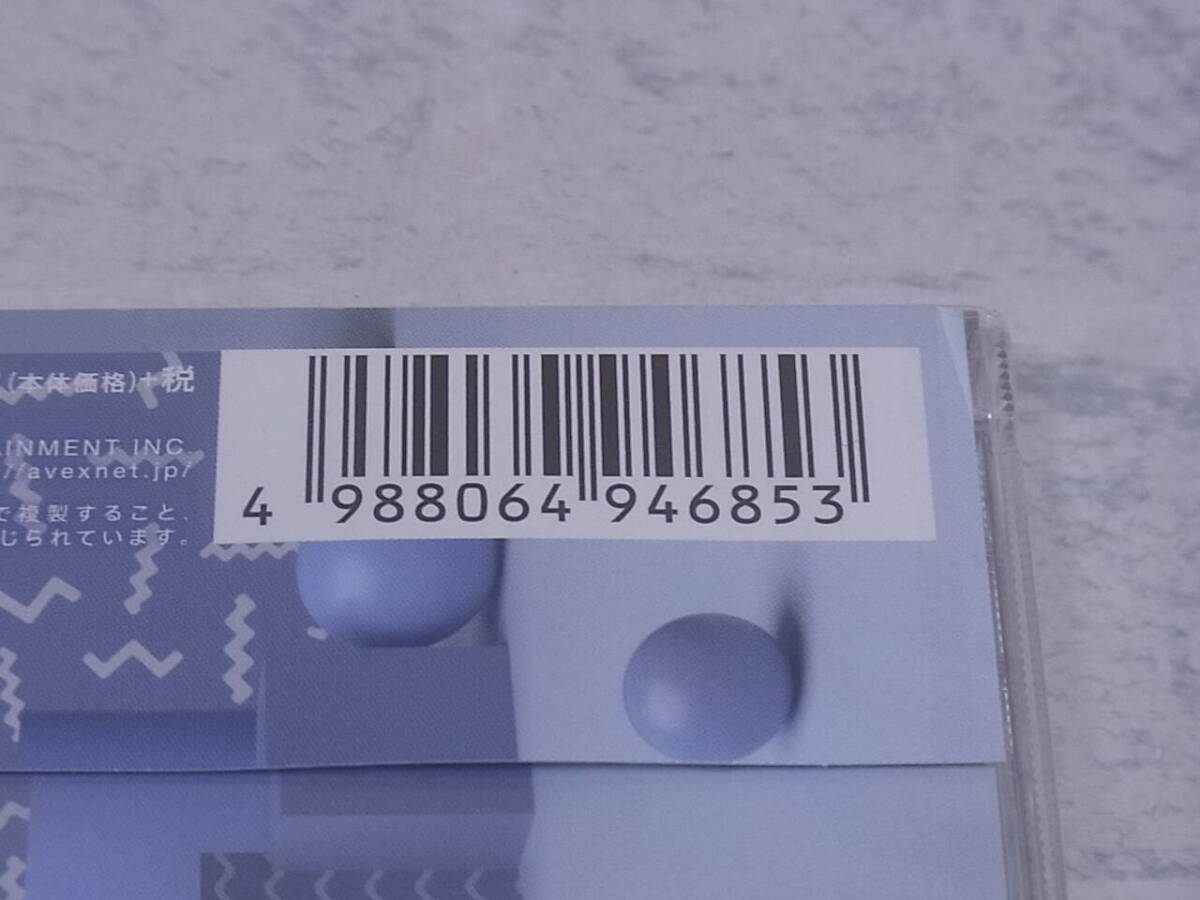 (本体価格)+税
AINMENT INC.
//avexnet.jp/
で複製すること、
じられています。
4 988064 946853